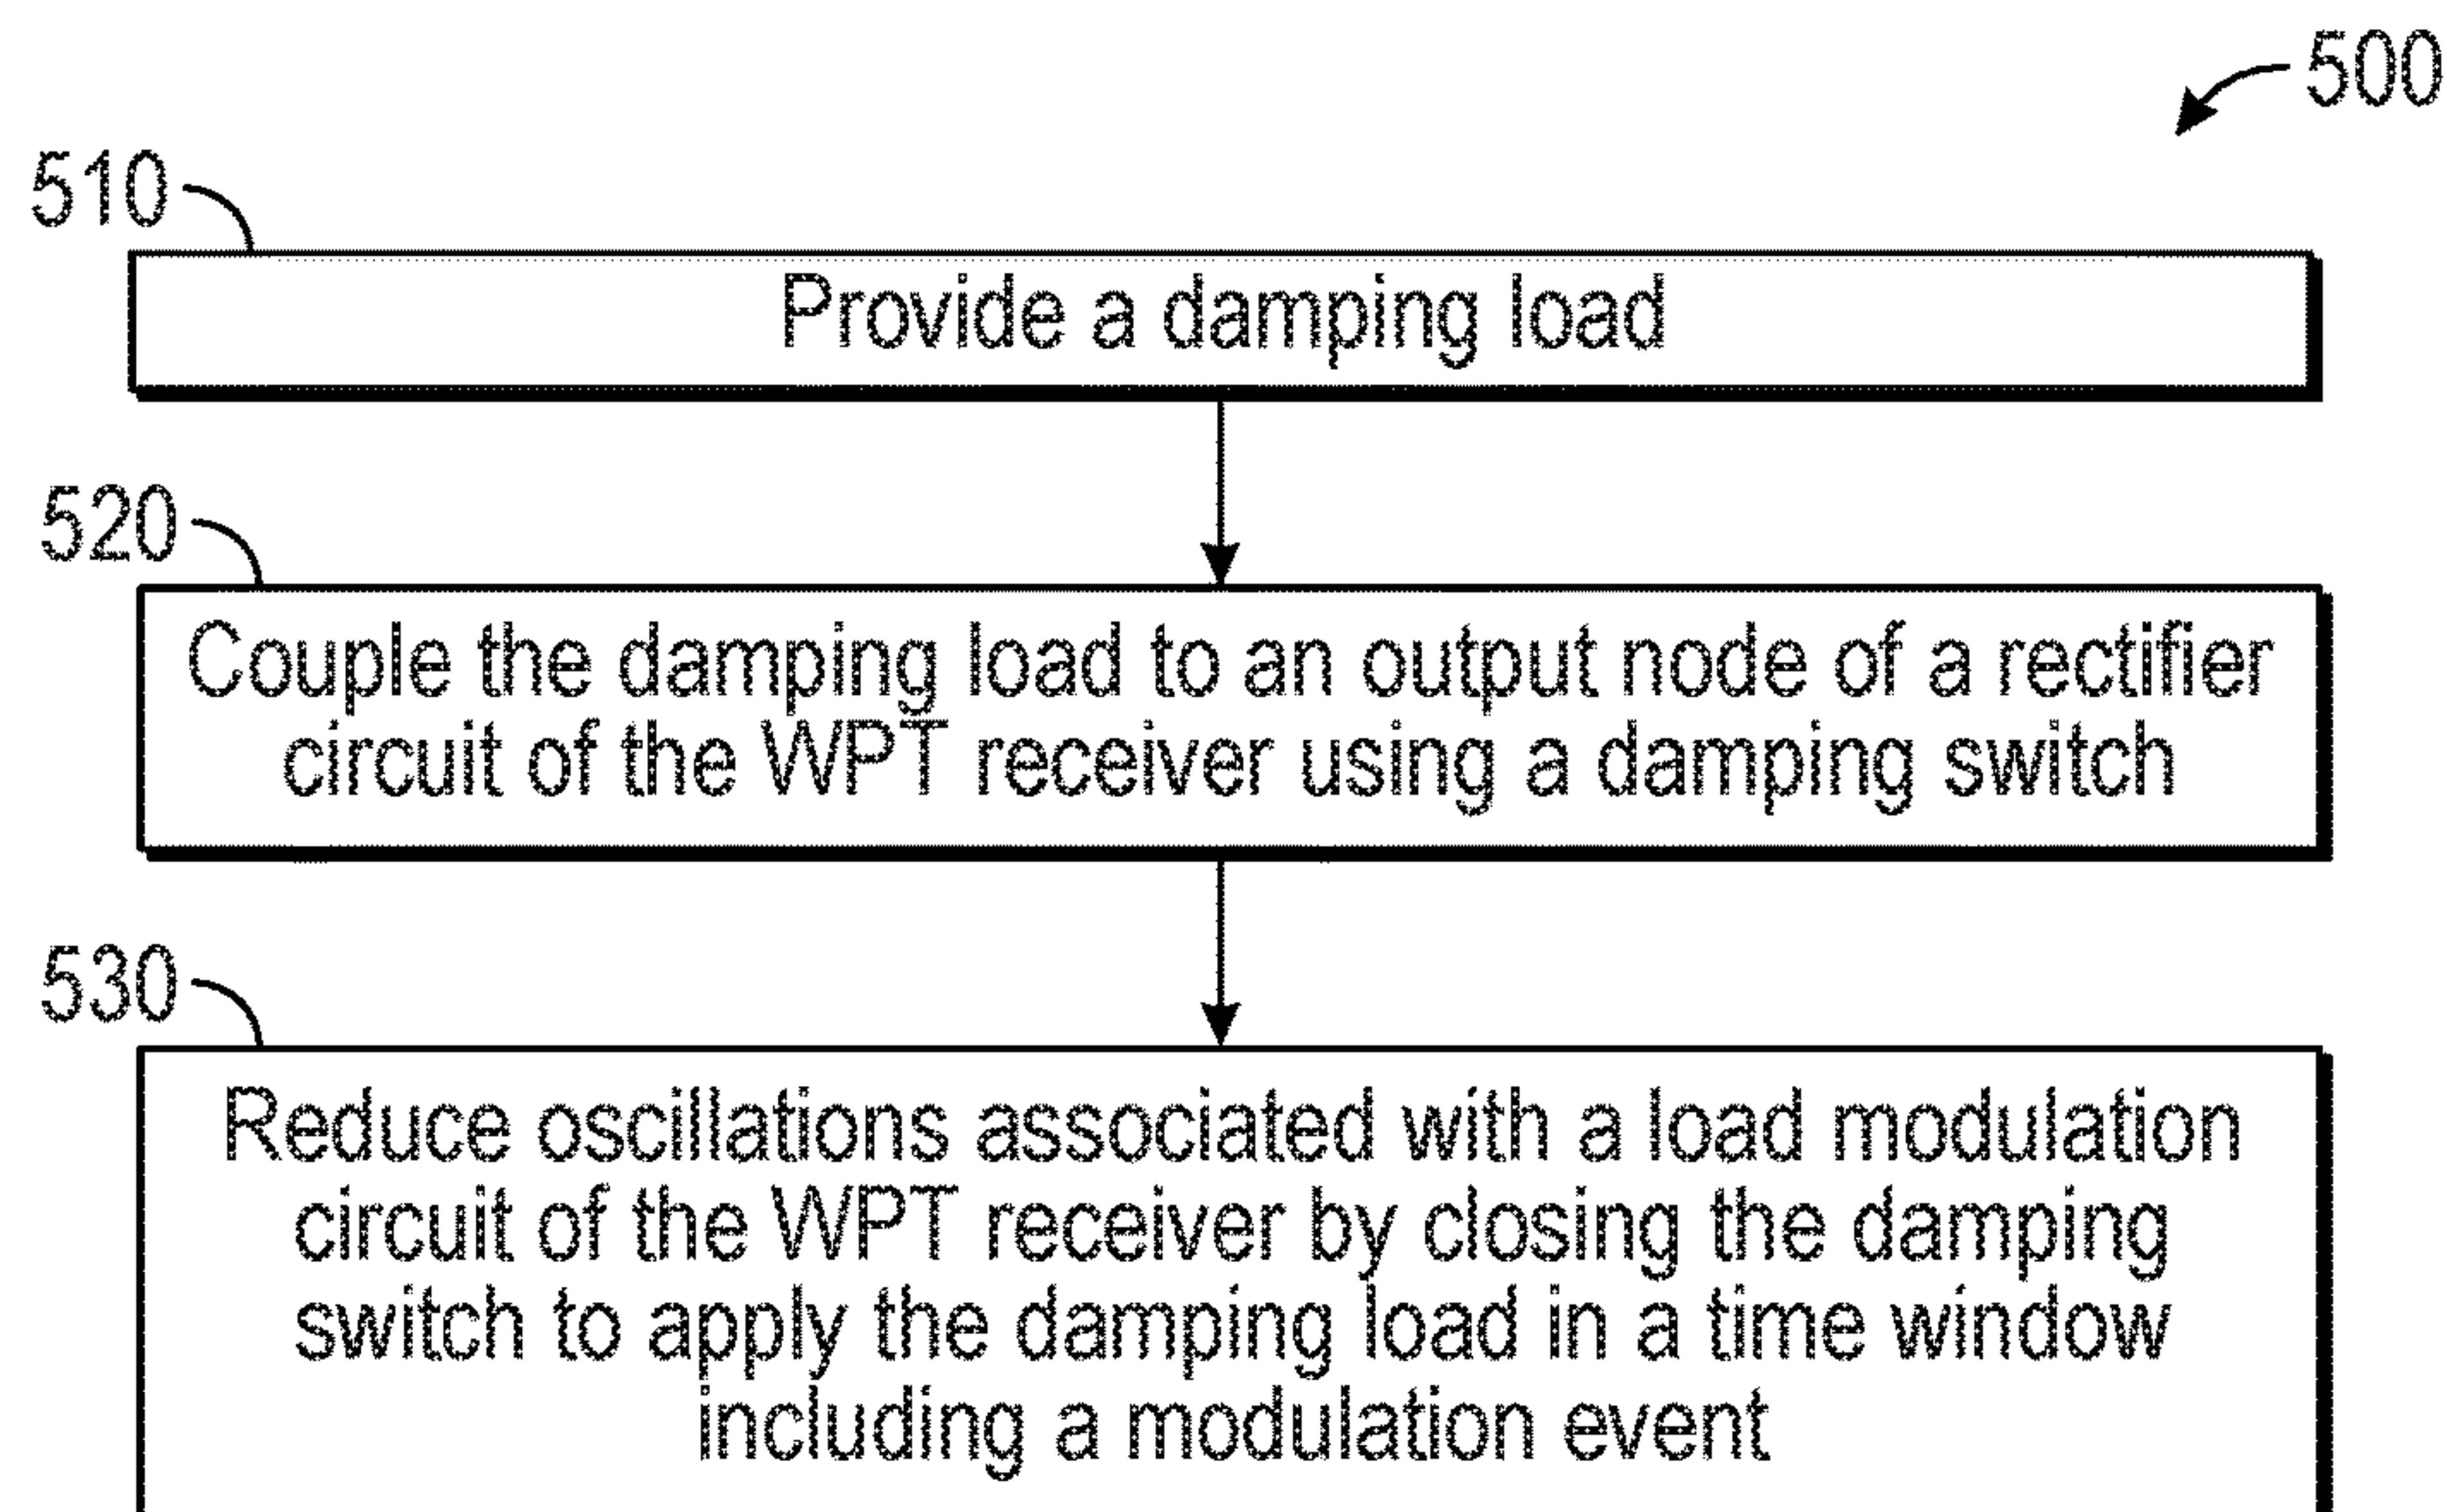 500
510
Provide a damping load
520
Couple the damping load to an output node of a rectifier
circuit of the WPT receiver using a damping switch
530
Reduce oscillations associated with a load modulation
circuit of the WPT receiver by closing the damping
switch to apply the damping load in a time window
including a modulation event